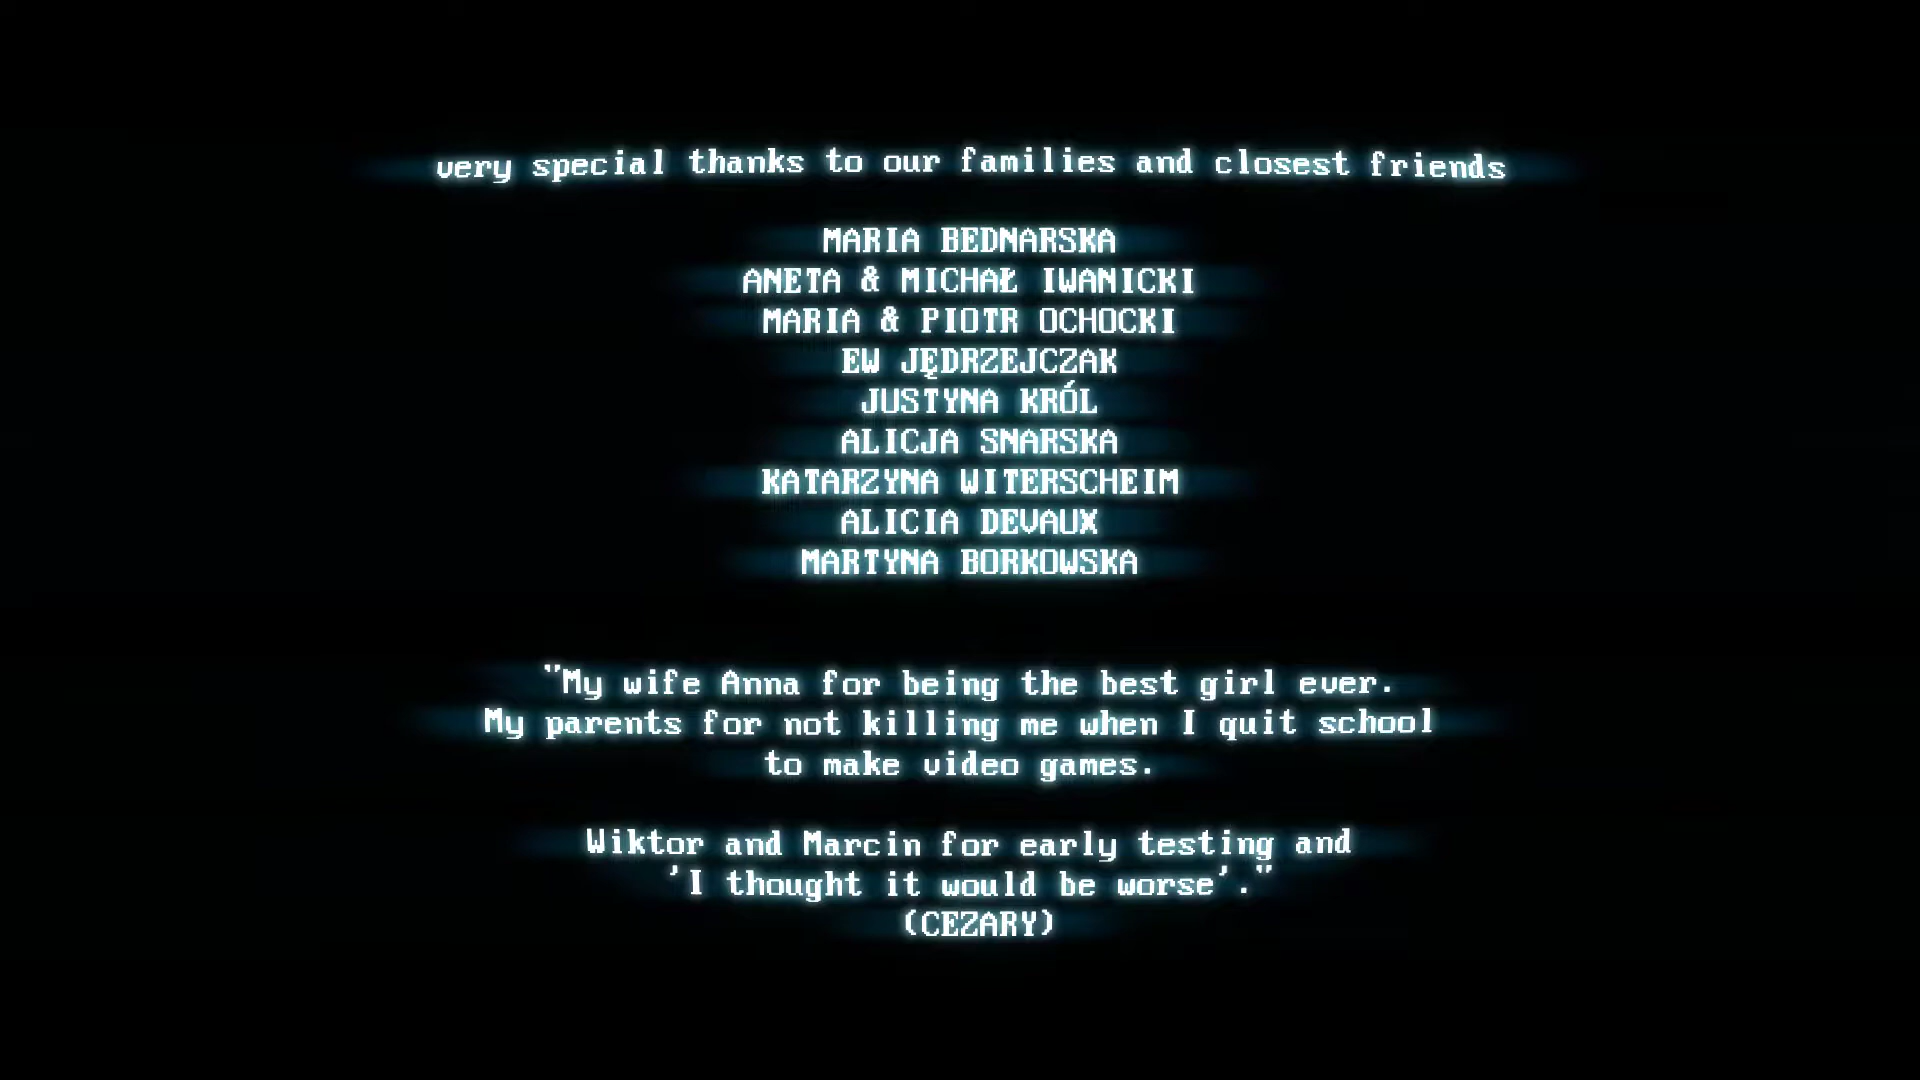 very special thanks to our families and closest friends
MARIA BEDNARSKA
ANETA & MICHAŁ IWANICKI
MARIA & PIOTR OCHOCKI
EW JĘDRZEJCZAK
JUSTYNA KRÓL
ALICJA SNARSKA
KATARZYNA WITERSCHEIM
ALICIA DEVAUX
MARTYNA BORKOWSKA
"My wife Anna for being the best girl ever.
My parents for not killing me when I quit school
to make video games.
Wiktor and Marcin for early testing and
'I thought it would be worse'."
(CEZARY)